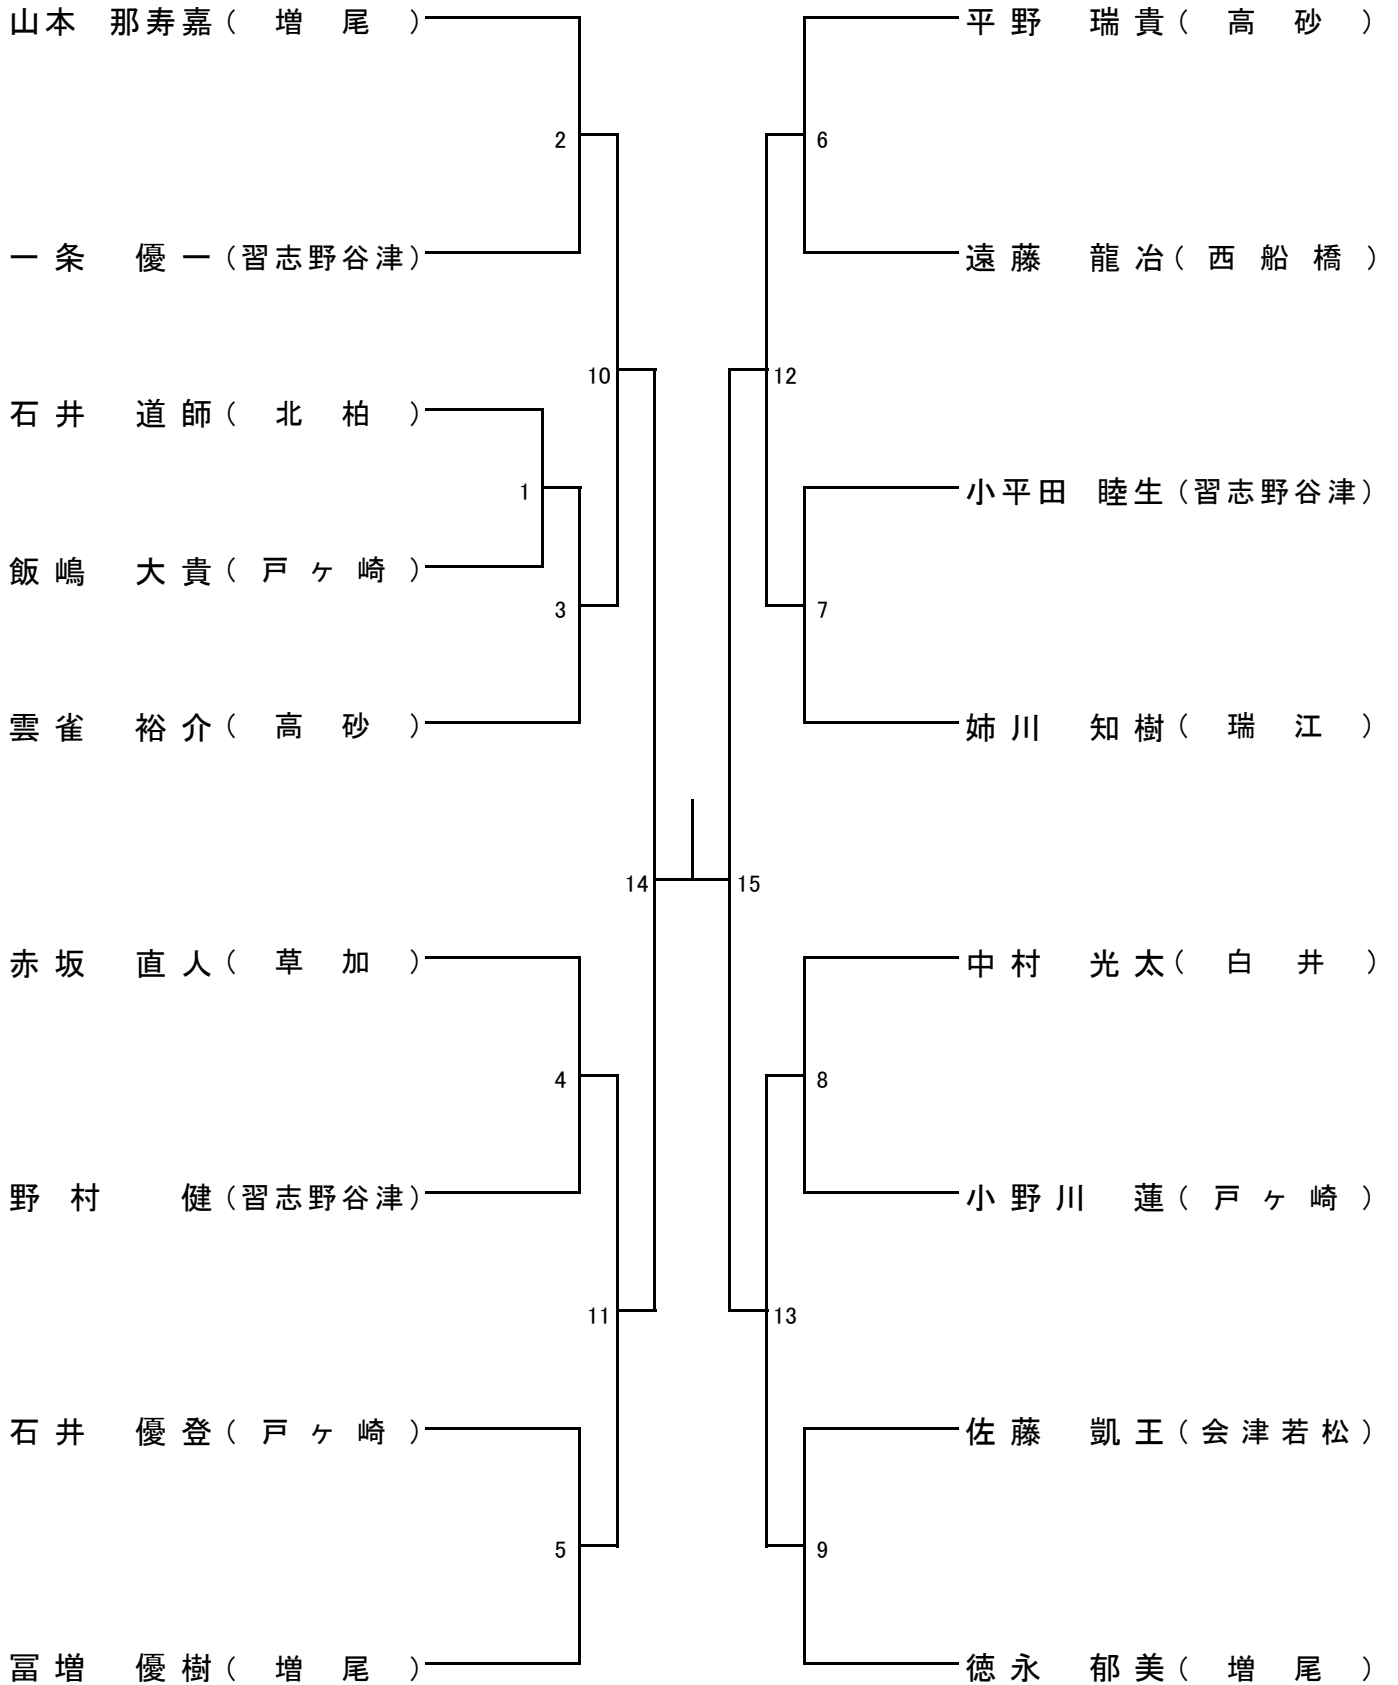 山本 那寿嘉(増尾)
2
一条 優一(習志野谷津)
10
石井 道師(北柏)
1
飯嶋 大貴(戸ヶ崎)
3
雲雀 裕介(高砂)
14
赤坂 直人(草加)
4
野村 健(習志野谷津)
11
石井 優登(戸ヶ崎)
5
冨増 優樹(増尾)
平野 瑞貴(高砂)
6
遠藤 龍冶(西船橋)
12
小平田 睦生(習志野谷津)
7
姉川 知樹(瑞江)
15
中村 光太(白井)
8
小野川 蓮(戸ヶ崎)
13
佐藤 凱王(会津若松)
9
徳永 郁美(増尾)